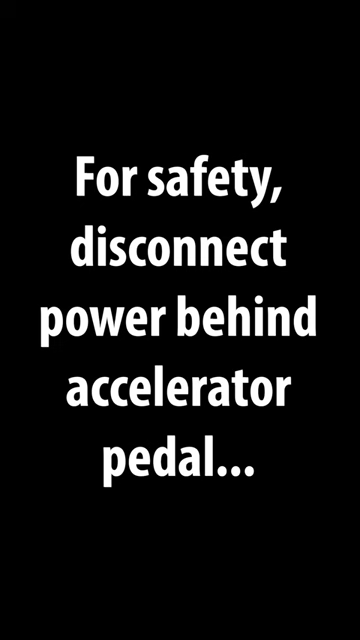 For safety,
disconnect
power behind
accelerator
pedal...